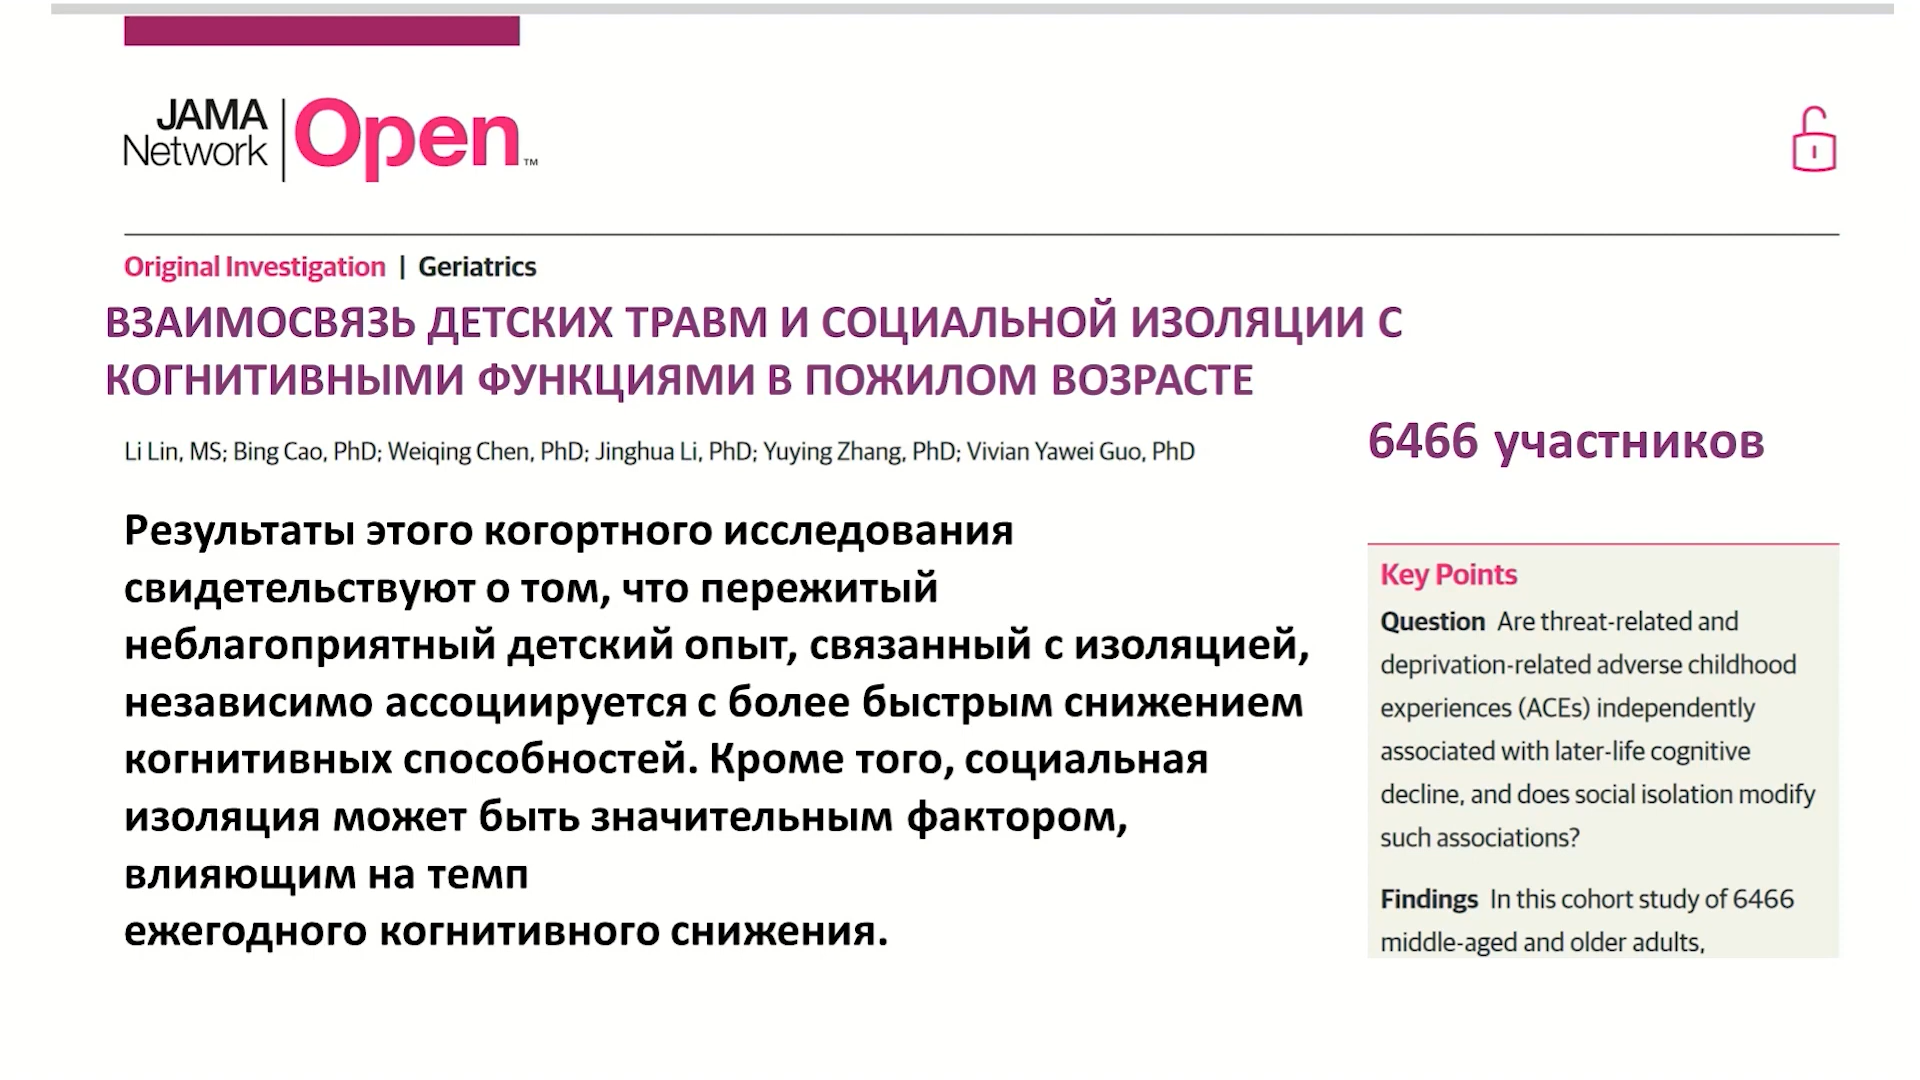 JAMA
Network
Open™
Original Investigation | Geriatrics
ВЗАИМОСВЯЗЬ ДЕТСКИХ ТРАВМ И СОЦИАЛЬНОЙ ИЗОЛЯЦИИ С
КОГНИТИВНЫМИ ФУНКЦИЯМИ В ПОЖИЛОМ ВОЗРАСТЕ
Li Lin, MS; Bing Cao, PhD; Weiqing Chen, PhD; Jinghua Li, PhD; Yuying Zhang, PhD; Vivian Yawei Guo, PhD
6466 участников
Результаты этого когортного исследования
свидетельствуют о том, что пережитый
неблагоприятный детский опыт, связанный с изоляцией,
независимо ассоциируется с более быстрым снижением
когнитивных способностей. Кроме того, социальная
изоляция может быть значительным фактором,
влияющим на темп
ежегодного когнитивного снижения.
Key Points
Question Are threat-related and
deprivation-related adverse childhood
experiences (ACEs) independently
associated with later-life cognitive
decline, and does social isolation modify
such associations?
Findings In this cohort study of 6466
middle-aged and older adults,